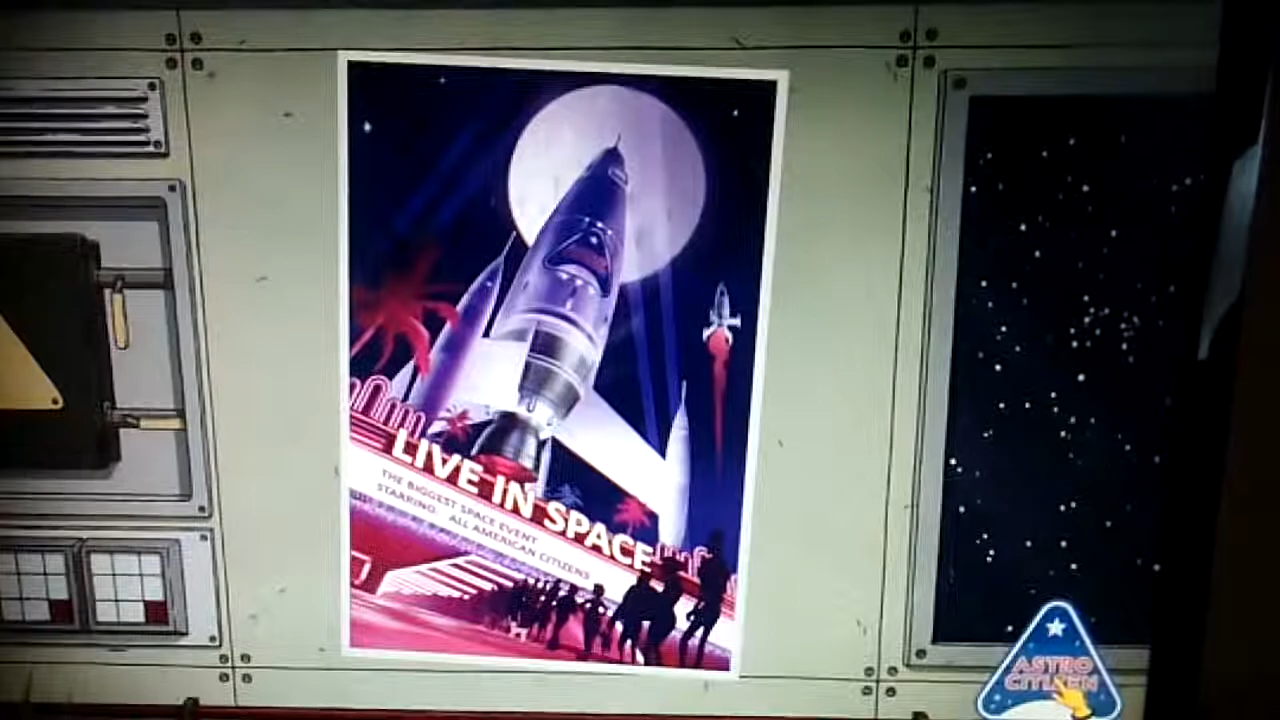 LIVE IN SPACE
THE BIGGEST SPACE EVENT
STARRING: ALL AMERICAN CITIZENS
ASTRO
CITIZEN